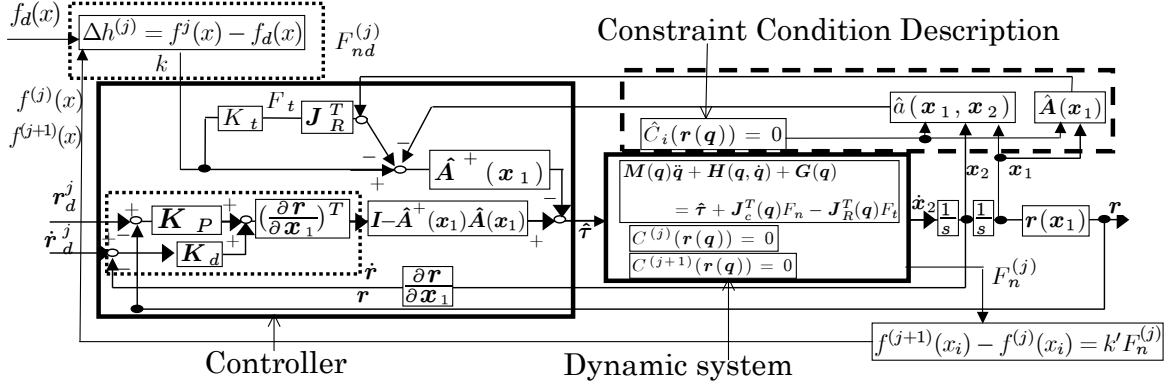 f_d(x)
Δh^{(j)} = f^j(x) − f_d(x)
F_{nd}^{(j)}
k
Constraint Condition Description
f^{(j)}(x)
f^{(j+1)}(x)
K_t
F_t
J_R^T
â(x_1, x_2)
Â(x_1)
Ĉ_i(r(q)) = 0
−
−
+
Â^+(x_1)
M(q)q̈ + H(q, q̇) + G(q)
= τ̂ + J_c^T(q)F_n − J_R^T(q)F_t
x_2
x_1
r_d^j
+
−
K_P
+
+
(∂r/∂x_1)^T
I−Â^+(x_1)Â(x_1)
−
+
τ̂
ẋ_2
1/s
1/s
r(x_1)
r
ṙ_d^j
+
−
K_d
C^{(j)}(r(q)) = 0
C^{(j+1)}(r(q)) = 0
ṙ
r
∂r/∂x_1
F_n^{(j)}
f^{(j+1)}(x_i) − f^{(j)}(x_i) = k′F_n^{(j)}
Controller
Dynamic system